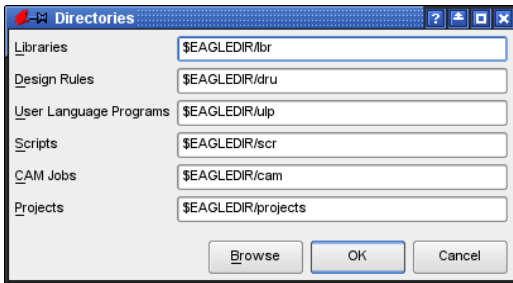 Directories
Libraries $EAGLEDIR/lbr
Design Rules $EAGLEDIR/dru
User Language Programs $EAGLEDIR/ulp
Scripts $EAGLEDIR/scr
CAM Jobs $EAGLEDIR/cam
Projects $EAGLEDIR/projects
Browse OK Cancel